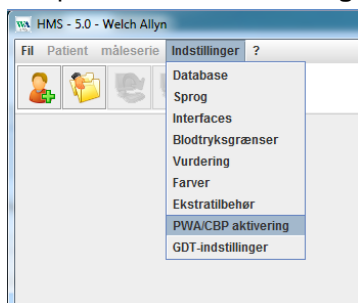 HMS - 5.0 - Welch Allyn
Fil Patient måleserie Indstillinger ?
Database
Sprog
Interfaces
Blodtryksgrænser
Vurdering
Farver
Ekstratilbehør
PWA/CBP aktivering
GDT-indstillinger